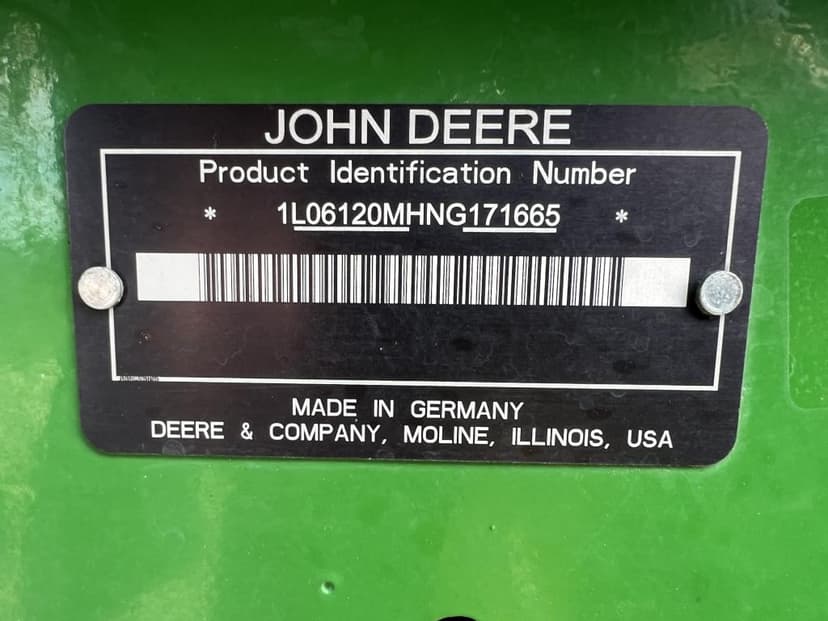 JOHN DEERE
Product Identification Number
* 1L06120MHNG171665 *
MADE IN GERMANY
DEERE & COMPANY, MOLINE, ILLINOIS, USA